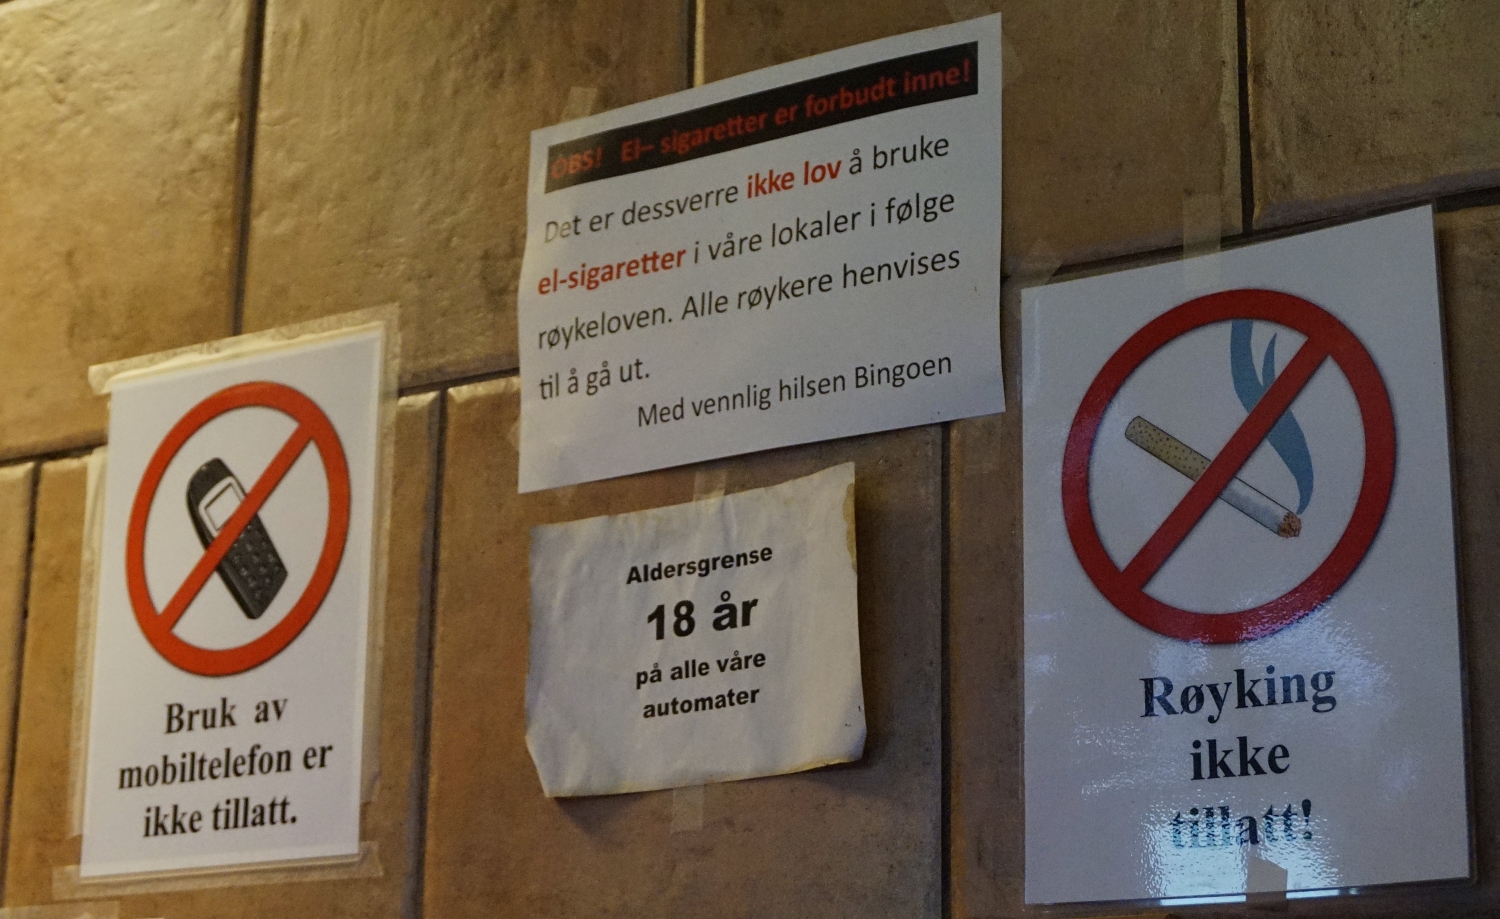 OBS! El– sigaretter er forbudt inne!
Det er dessverre ikke lov å bruke
el-sigaretter i våre lokaler i følge
røykeloven. Alle røykere henvises
til å gå ut.
Med vennlig hilsen Bingoen
Bruk av
mobiltelefon er
ikke tillatt.
Aldersgrense
18 år
på alle våre
automater
Røyking
ikke
tillatt!